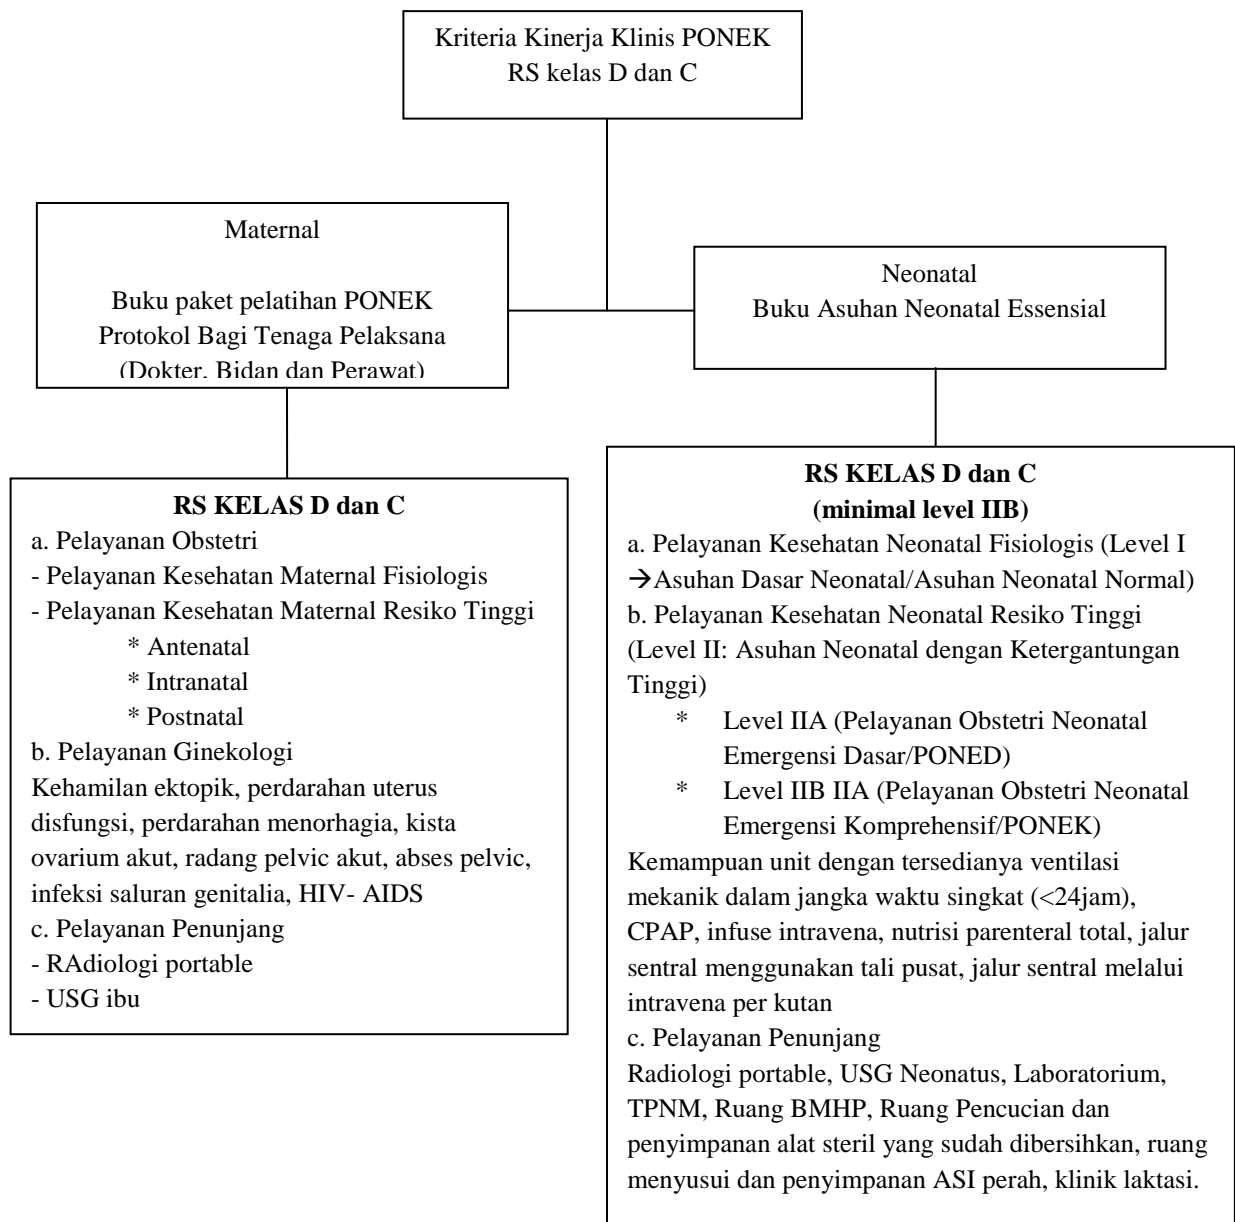 Kriteria Kinerja Klinis PONEK
RS kelas D dan C
Maternal
Buku paket pelatihan PONEK
Protokol Bagi Tenaga Pelaksana
(Dokter, Bidan dan Perawat)
Neonatal
Buku Asuhan Neonatal Essensial
RS KELAS D dan C
a. Pelayanan Obstetri
- Pelayanan Kesehatan Maternal Fisiologis
- Pelayanan Kesehatan Maternal Resiko Tinggi
* Antenatal
* Intranatal
* Postnatal
b. Pelayanan Ginekologi
Kehamilan ektopik, perdarahan uterus
disfungsi, perdarahan menorhagia, kista
ovarium akut, radang pelvic akut, abses pelvic,
infeksi saluran genitalia, HIV- AIDS
c. Pelayanan Penunjang
- RAdiologi portable
- USG ibu
RS KELAS D dan C
(minimal level IIB)
a. Pelayanan Kesehatan Neonatal Fisiologis (Level I
→Asuhan Dasar Neonatal/Asuhan Neonatal Normal)
b. Pelayanan Kesehatan Neonatal Resiko Tinggi
(Level II: Asuhan Neonatal dengan Ketergantungan
Tinggi)
* Level IIA (Pelayanan Obstetri Neonatal
Emergensi Dasar/PONED)
* Level IIB IIA (Pelayanan Obstetri Neonatal
Emergensi Komprehensif/PONEK)
Kemampuan unit dengan tersedianya ventilasi
mekanik dalam jangka waktu singkat (<24jam),
CPAP, infuse intravena, nutrisi parenteral total, jalur
sentral menggunakan tali pusat, jalur sentral melalui
intravena per kutan
c. Pelayanan Penunjang
Radiologi portable, USG Neonatus, Laboratorium,
TPNM, Ruang BMHP, Ruang Pencucian dan
penyimpanan alat steril yang sudah dibersihkan, ruang
menyusui dan penyimpanan ASI perah, klinik laktasi.